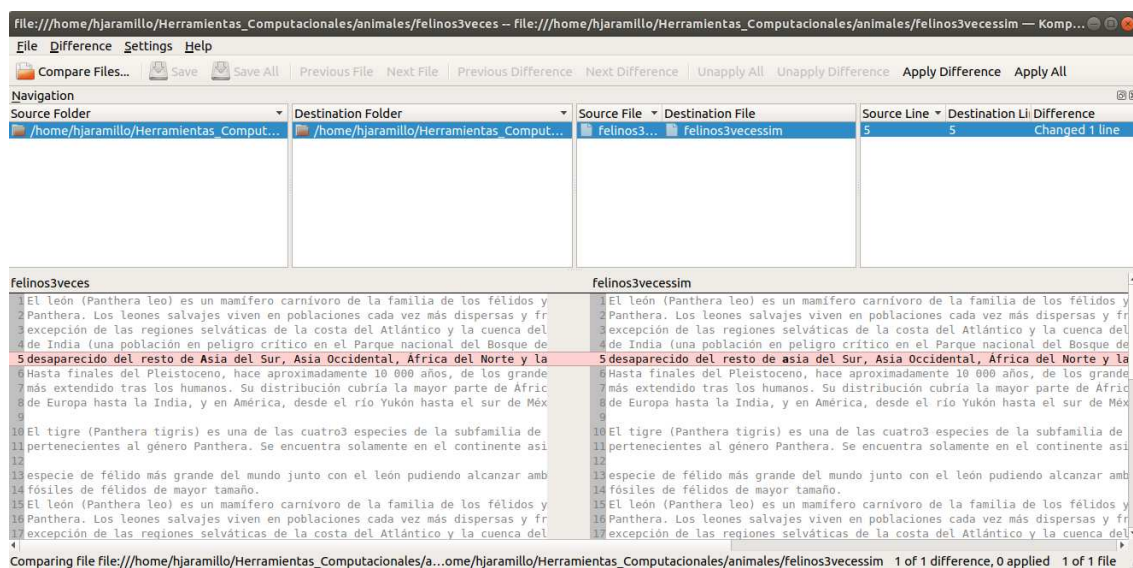 file:///home/hjaramillo/Herramientas_Computacionales/animales/felinos3veces -- file:///home/hjaramillo/Herramientas_Computacionales/animales/felinos3vecessim — Komp...
File Difference Settings Help
Compare Files... Save Save All Previous File Next File Previous Difference Next Difference Unapply All Unapply Difference Apply Difference Apply All
Navigation
Source Folder Destination Folder Source File Destination File Source Line Destination Li Difference
/home/hjaramillo/Herramientas_Comput... /home/hjaramillo/Herramientas_Comput... felinos3... felinos3vecessim 5 5 Changed 1 line
felinos3veces felinos3vecessim
1 El león (Panthera leo) es un mamífero carnívoro de la familia de los félidos y 1 El león (Panthera leo) es un mamífero carnívoro de la familia de los félidos y
2 Panthera. Los leones salvajes viven en poblaciones cada vez más dispersas y fr 2 Panthera. Los leones salvajes viven en poblaciones cada vez más dispersas y fr
3 excepción de las regiones selváticas de la costa del Atlántico y la cuenca del 3 excepción de las regiones selváticas de la costa del Atlántico y la cuenca del
4 de India (una población en peligro crítico en el Parque nacional del Bosque de 4 de India (una población en peligro crítico en el Parque nacional del Bosque de
5 desaparecido del resto de Asia del Sur, Asia Occidental, África del Norte y la 5 desaparecido del resto de asia del Sur, Asia Occidental, África del Norte y la
6 Hasta finales del Pleistoceno, hace aproximadamente 10 000 años, de los grande 6 Hasta finales del Pleistoceno, hace aproximadamente 10 000 años, de los grande
7 más extendido tras los humanos. Su distribución cubría la mayor parte de Áfric 7 más extendido tras los humanos. Su distribución cubría la mayor parte de Áfric
8 de Europa hasta la India, y en América, desde el río Yukón hasta el sur de Méx 8 de Europa hasta la India, y en América, desde el río Yukón hasta el sur de Méx
9 9
10 El tigre (Panthera tigris) es una de las cuatro3 especies de la subfamilia de 10 El tigre (Panthera tigris) es una de las cuatro3 especies de la subfamilia de
11 pertenecientes al género Panthera. Se encuentra solamente en el continente asi 11 pertenecientes al género Panthera. Se encuentra solamente en el continente asi
12 12
13 especie de félido más grande del mundo junto con el león pudiendo alcanzar amb 13 especie de félido más grande del mundo junto con el león pudiendo alcanzar amb
14 fósiles de félidos de mayor tamaño. 14 fósiles de félidos de mayor tamaño.
15 El león (Panthera leo) es un mamífero carnívoro de la familia de los félidos y 15 El león (Panthera leo) es un mamífero carnívoro de la familia de los félidos y
16 Panthera. Los leones salvajes viven en poblaciones cada vez más dispersas y fr 16 Panthera. Los leones salvajes viven en poblaciones cada vez más dispersas y fr
17 excepción de las regiones selváticas de la costa del Atlántico y la cuenca del 17 excepción de las regiones selváticas de la costa del Atlántico y la cuenca del
Comparing file file:///home/hjaramillo/Herramientas_Computacionales/a...ome/hjaramillo/Herramientas_Computacionales/animales/felinos3vecessim 1 of 1 difference, 0 applied 1 of 1 file